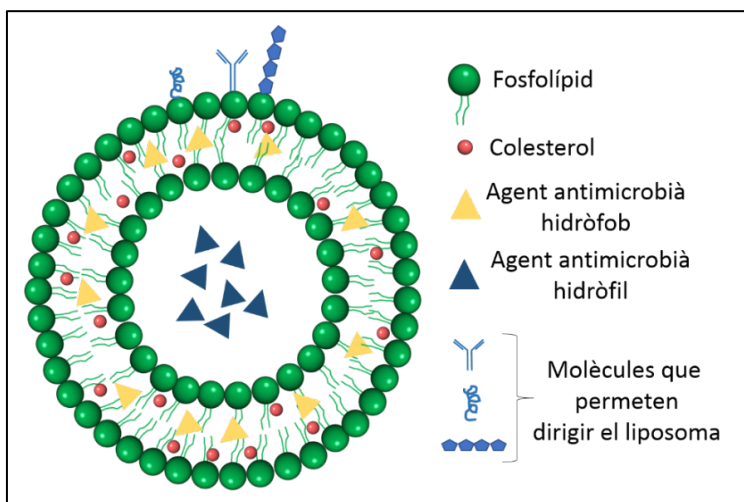 Fosfolípid
Colesterol
Agent antimicrobià
hidròfob
Agent antimicrobià
hidròfil
Molècules que
permeten
dirigir el liposoma